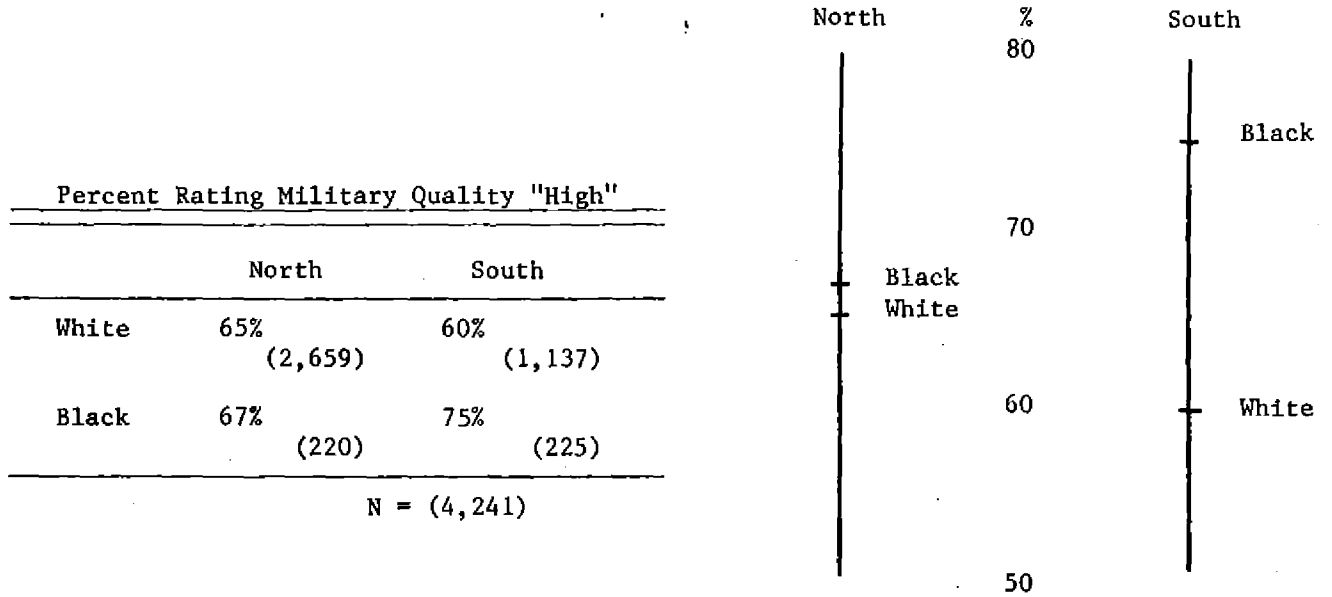 Percent Rating Military Quality "High"
North South
White 65% 60%
(2,659) (1,137)
Black 67% 75%
(220) (225)
N = (4,241)
North % South
80
Black
70
Black
White
60 White
50